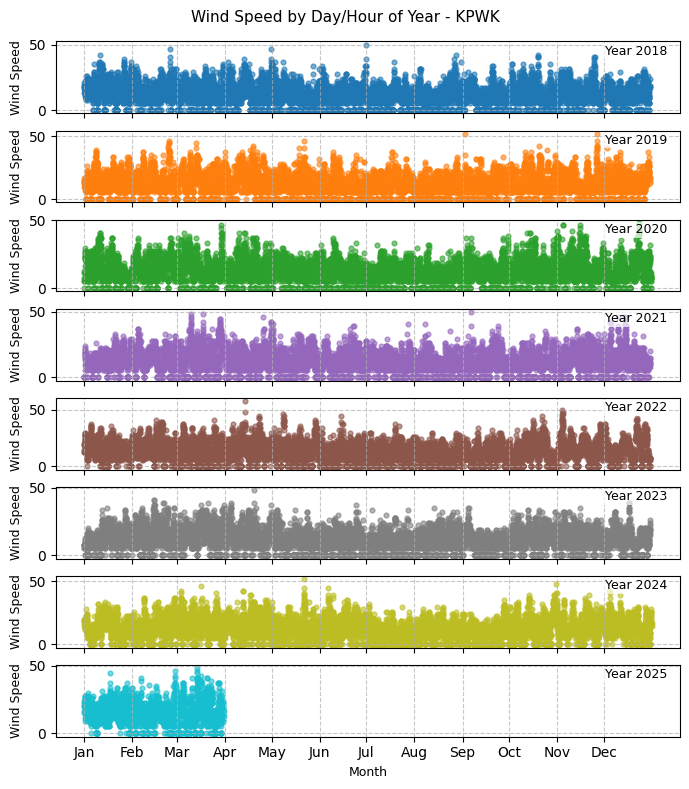 Wind Speed by Day/Hour of Year - KPWK
Wind Speed
50
0
Year 2018
Wind Speed
50
0
Year 2019
Wind Speed
50
0
Year 2020
Wind Speed
50
0
Year 2021
Wind Speed
50
0
Year 2022
Wind Speed
50
0
Year 2023
Wind Speed
50
0
Year 2024
Wind Speed
50
0
Year 2025
Jan Feb Mar Apr May Jun Jul Aug Sep Oct Nov Dec
Month